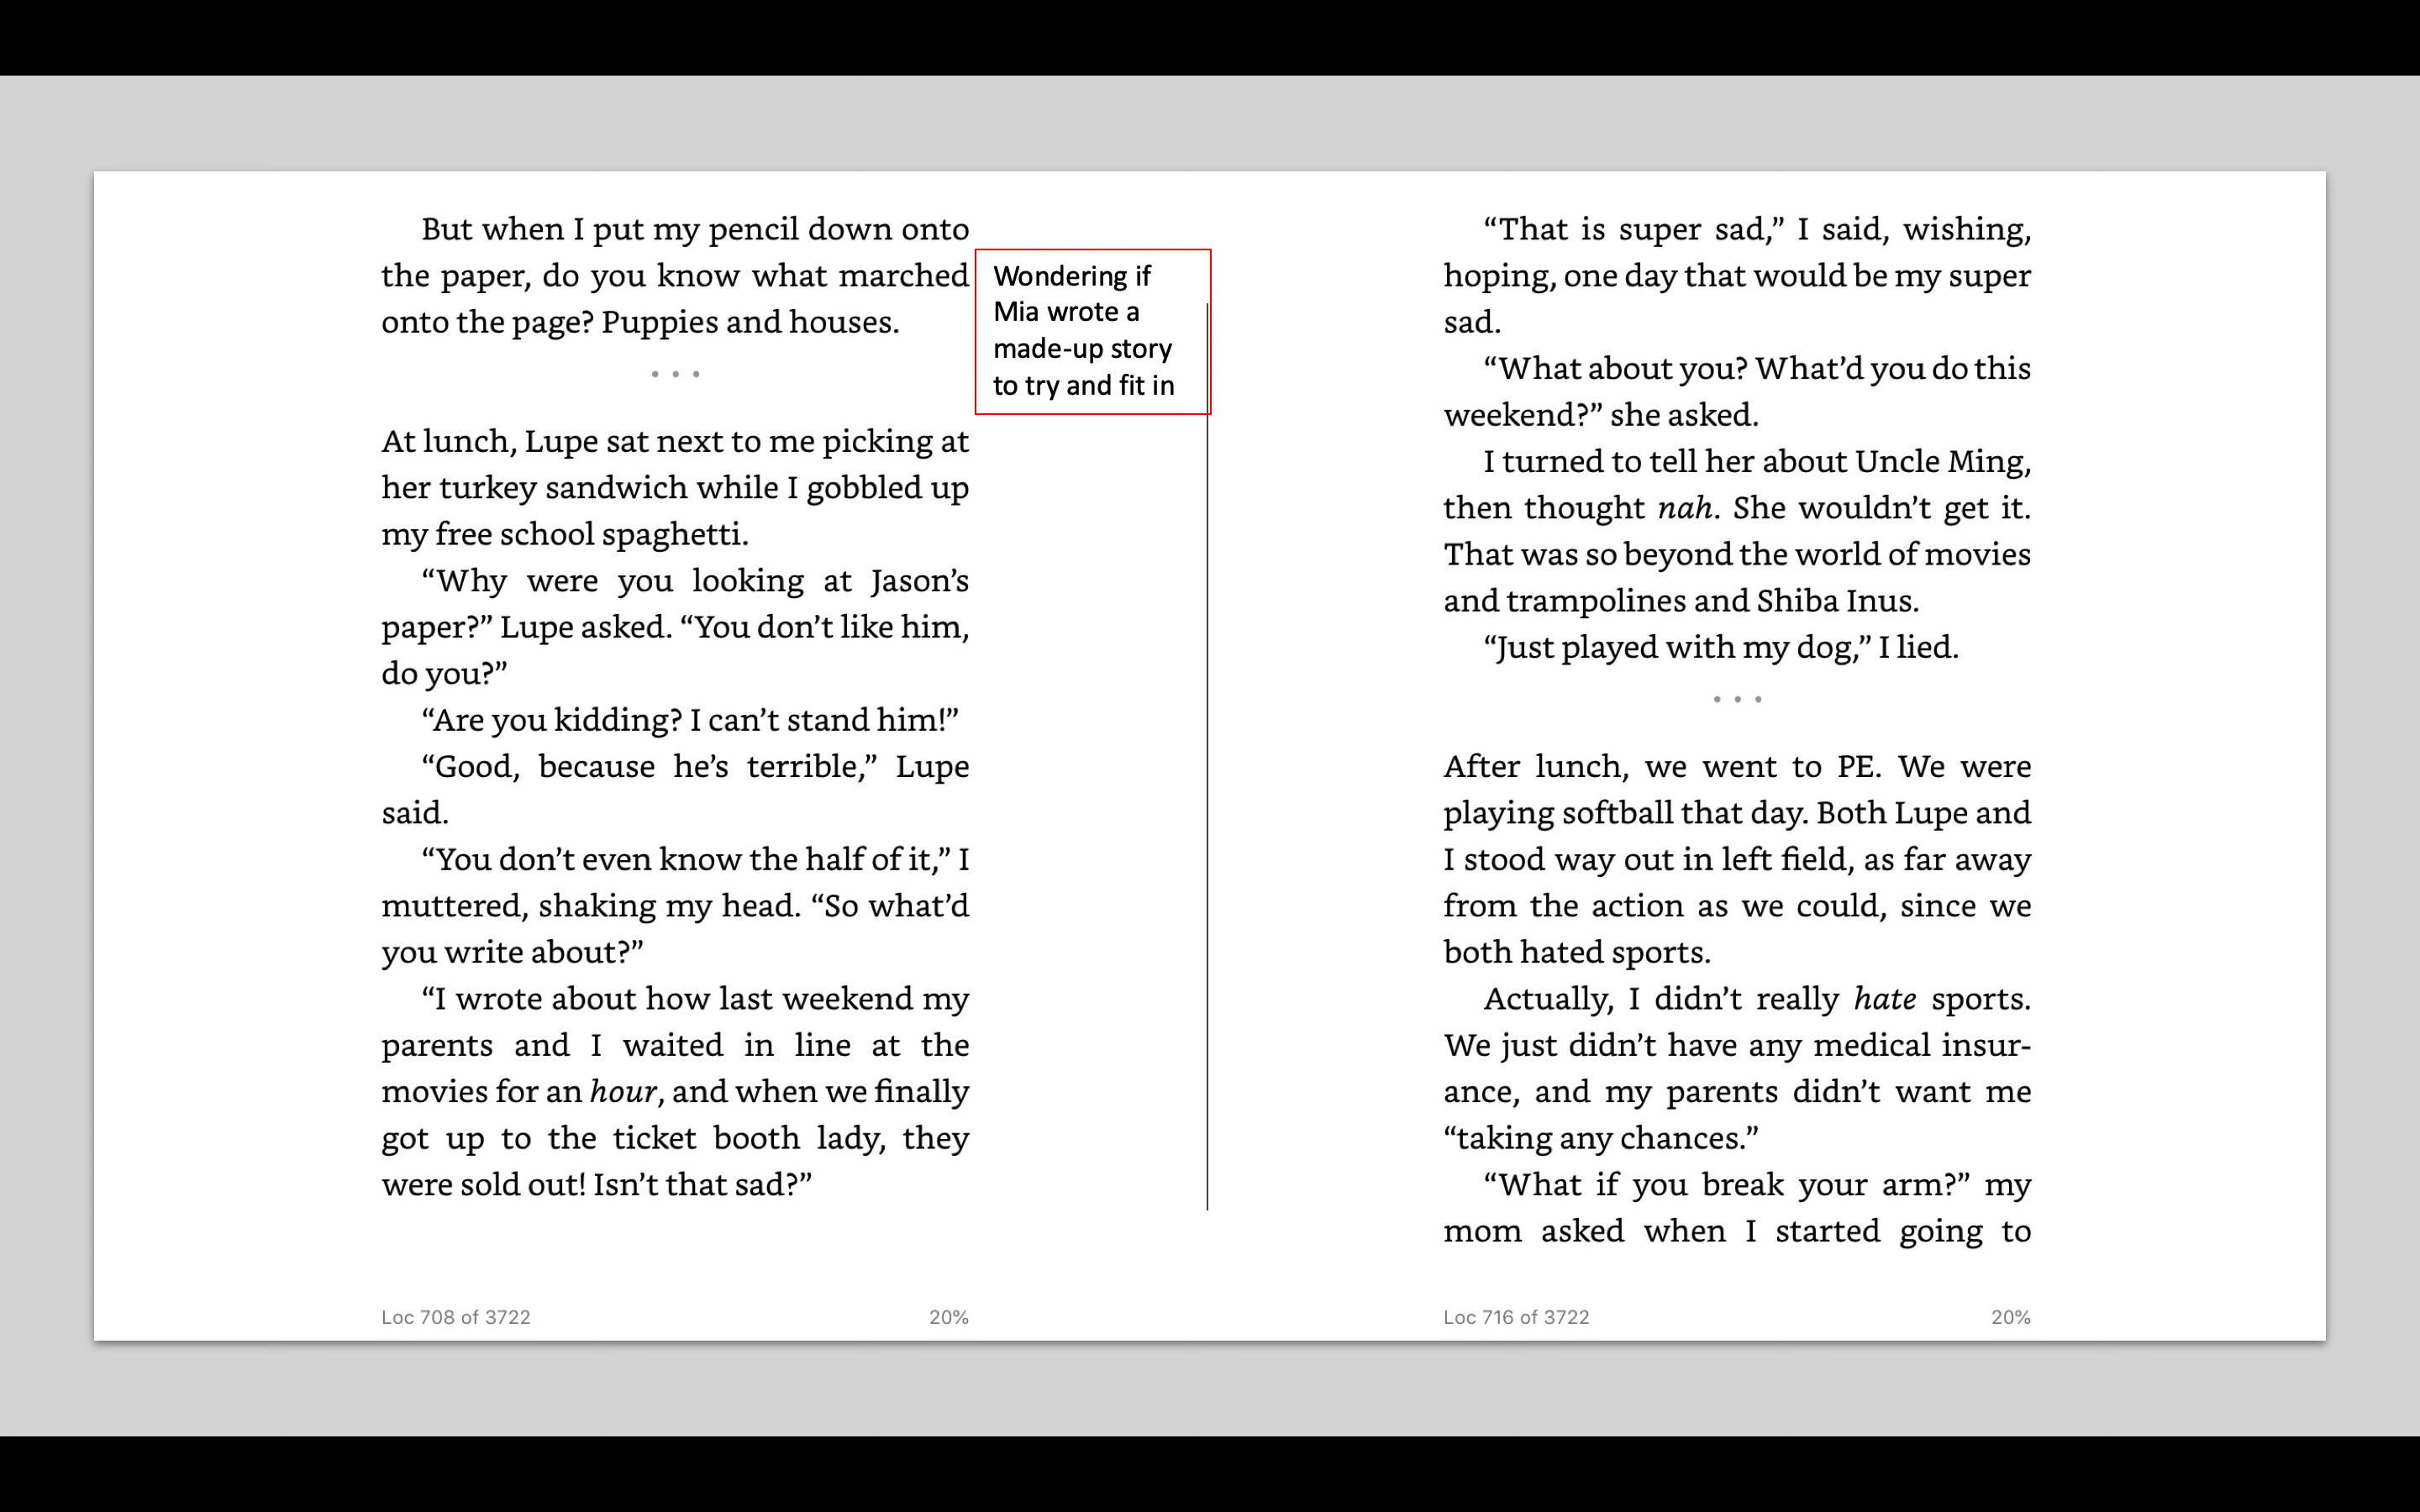 But when I put my pencil down onto
the paper, do you know what marched
onto the page? Puppies and houses.
• • •
At lunch, Lupe sat next to me picking at
her turkey sandwich while I gobbled up
my free school spaghetti.
“Why were you looking at Jason’s
paper?” Lupe asked. “You don’t like him,
do you?”
“Are you kidding? I can’t stand him!”
“Good, because he’s terrible,” Lupe
said.
“You don’t even know the half of it,” I
muttered, shaking my head. “So what’d
you write about?”
“I wrote about how last weekend my
parents and I waited in line at the
movies for an hour, and when we finally
got up to the ticket booth lady, they
were sold out! Isn’t that sad?”
Loc 708 of 3722 20%
Wondering if
Mia wrote a
made-up story
to try and fit in
“That is super sad,” I said, wishing,
hoping, one day that would be my super
sad.
“What about you? What’d you do this
weekend?” she asked.
I turned to tell her about Uncle Ming,
then thought nah. She wouldn’t get it.
That was so beyond the world of movies
and trampolines and Shiba Inus.
“Just played with my dog,” I lied.
• • •
After lunch, we went to PE. We were
playing softball that day. Both Lupe and
I stood way out in left field, as far away
from the action as we could, since we
both hated sports.
Actually, I didn’t really hate sports.
We just didn’t have any medical insur-
ance, and my parents didn’t want me
“taking any chances.”
“What if you break your arm?” my
mom asked when I started going to
Loc 716 of 3722 20%